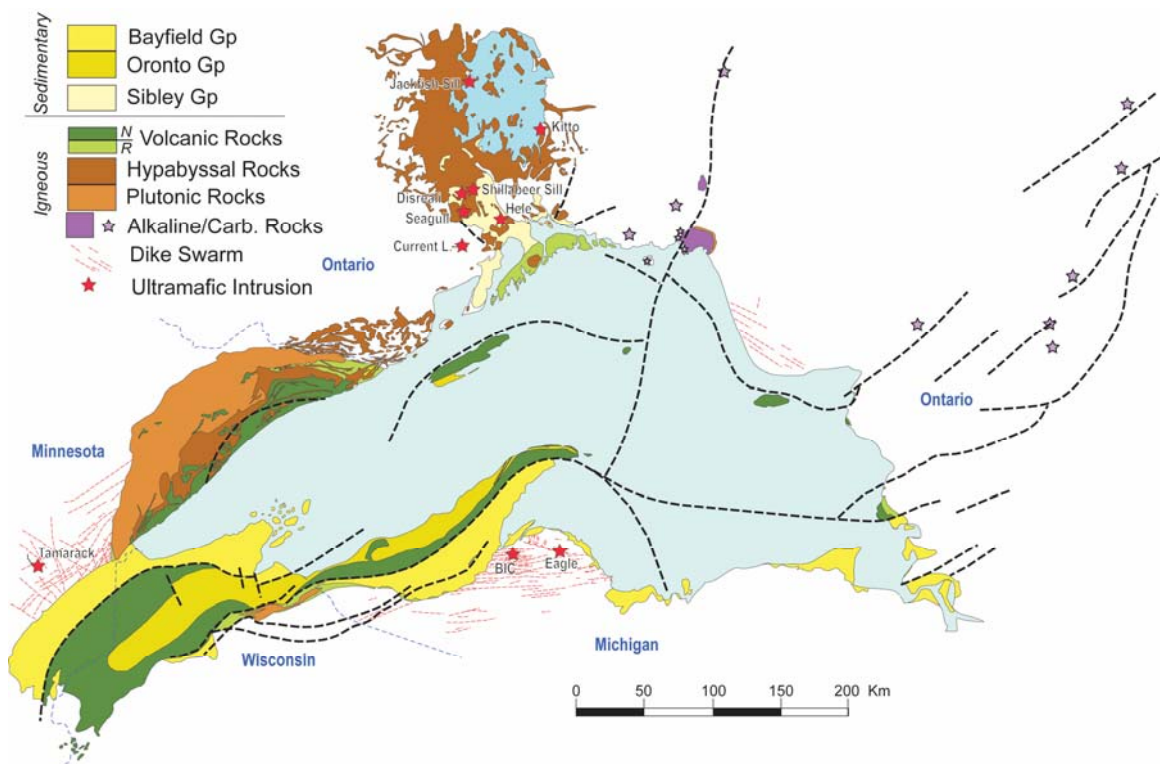 Sedimentary
Bayfield Gp
Oronto Gp
Sibley Gp
Igneous
N
R
Volcanic Rocks
Hypabyssal Rocks
Plutonic Rocks
Alkaline/Carb. Rocks
Dike Swarm
Ultramafic Intrusion
Jackfish Sill
Kitto
Shillabeer Sill
Disreali
Seagull
Hele
Current L.
Ontario
Ontario
Minnesota
Tamarack
BIC
Eagle
Wisconsin
Michigan
0 50 100 150 200 Km